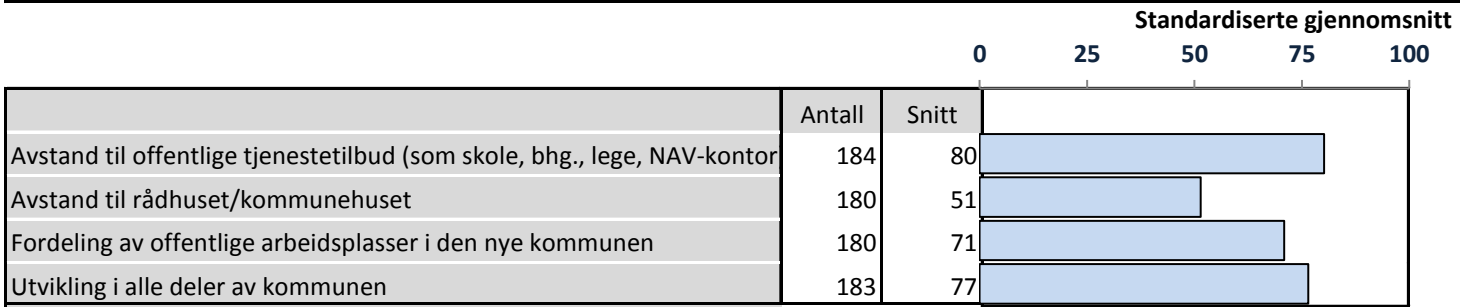 Standardiserte gjennomsnitt
0 25 50 75 100
Antall Snitt
Avstand til offentlige tjenestetilbud (som skole, bhg., lege, NAV-kontor 184 80
Avstand til rådhuset/kommunehuset 180 51
Fordeling av offentlige arbeidsplasser i den nye kommunen 180 71
Utvikling i alle deler av kommunen 183 77